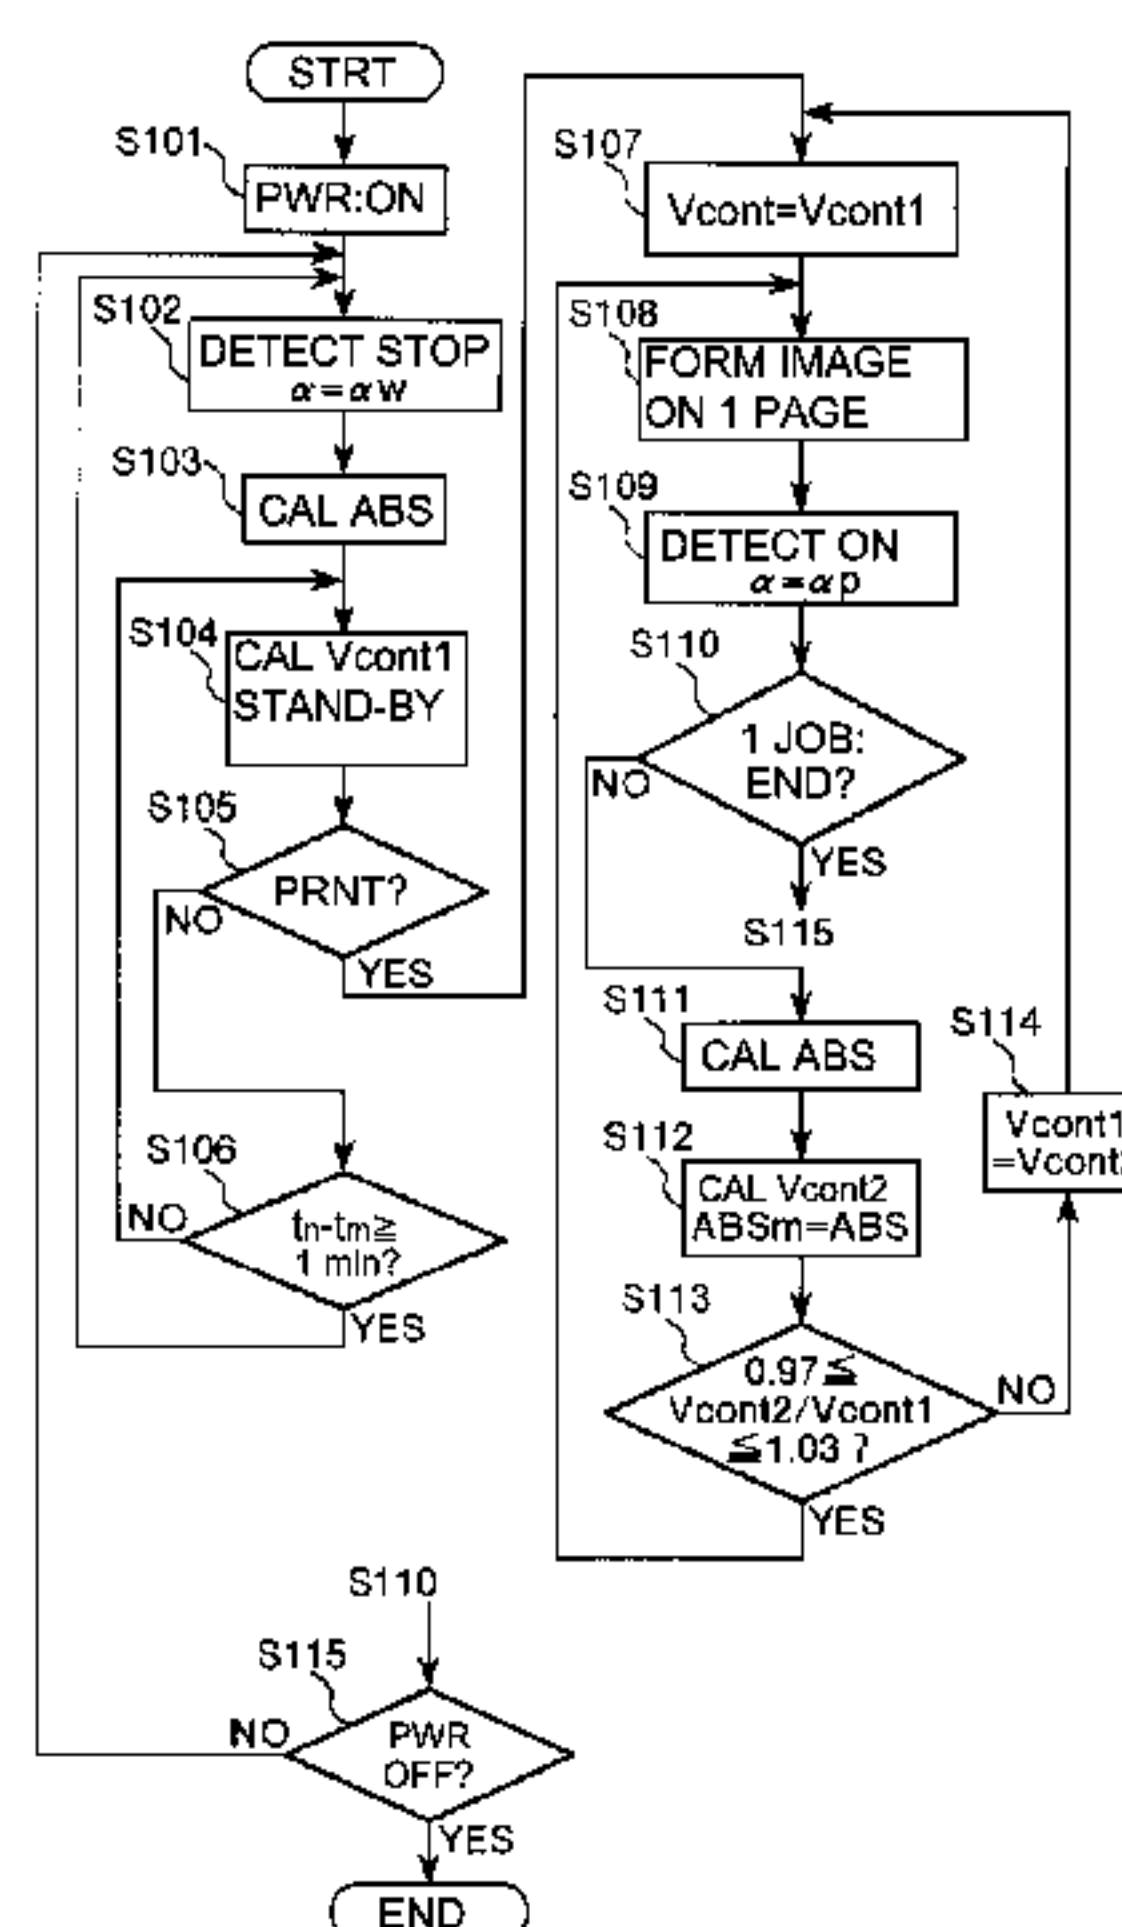 STRT
S101
PWR:ON
S102
DETECT STOP
α=αw
S103
CAL ABS
S104
CAL Vcont1
STAND-BY
S105
PRNT?
NO
YES
S106
tn-tm≧
1 min?
NO
YES
S107
Vcont=Vcont1
S108
FORM IMAGE
ON 1 PAGE
S109
DETECT ON
α=αp
S110
1 JOB:
END?
NO
YES
S115
S111
CAL ABS
S112
CAL Vcont2
ABSm=ABS
S113
0.97≦
Vcont2/Vcont1
≦1.03 ?
NO
YES
S114
Vcont1
=Vcont2
S110
S115
PWR
OFF?
NO
YES
END